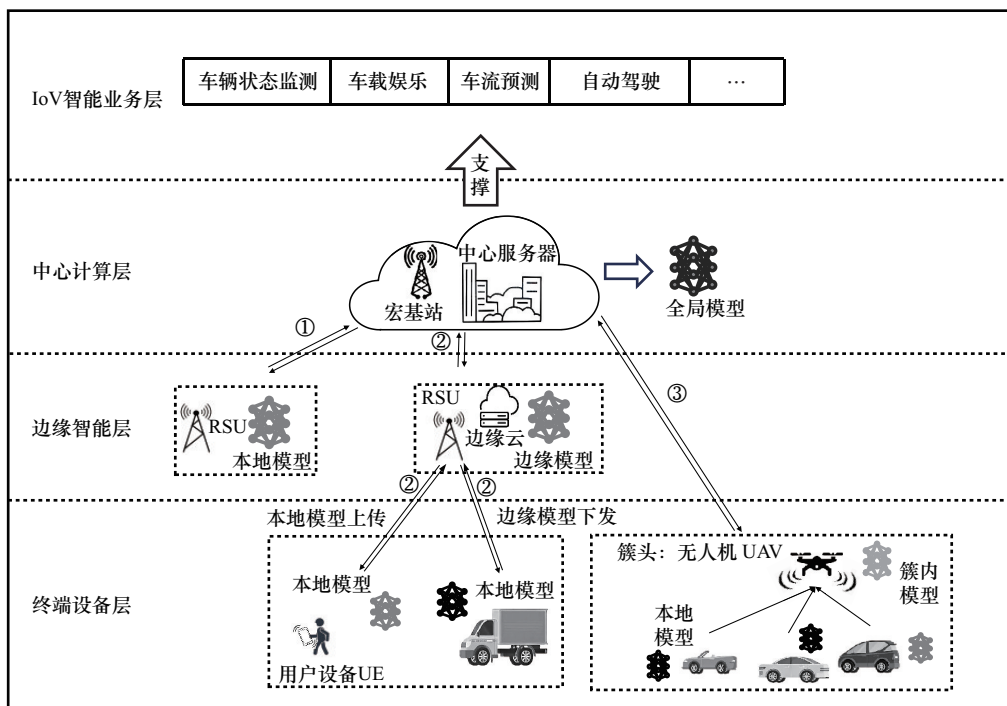 IoV智能业务层
车辆状态监测
车载娱乐
车流预测
自动驾驶
…
支
撑
中心计算层
中心服务器
宏基站
全局模型
①
②
③
边缘智能层
RSU
本地模型
RSU
边缘云
边缘模型
②
②
本地模型上传
边缘模型下发
终端设备层
本地模型
本地模型
用户设备UE
簇头：无人机 UAV
簇内
模型
本地
模型